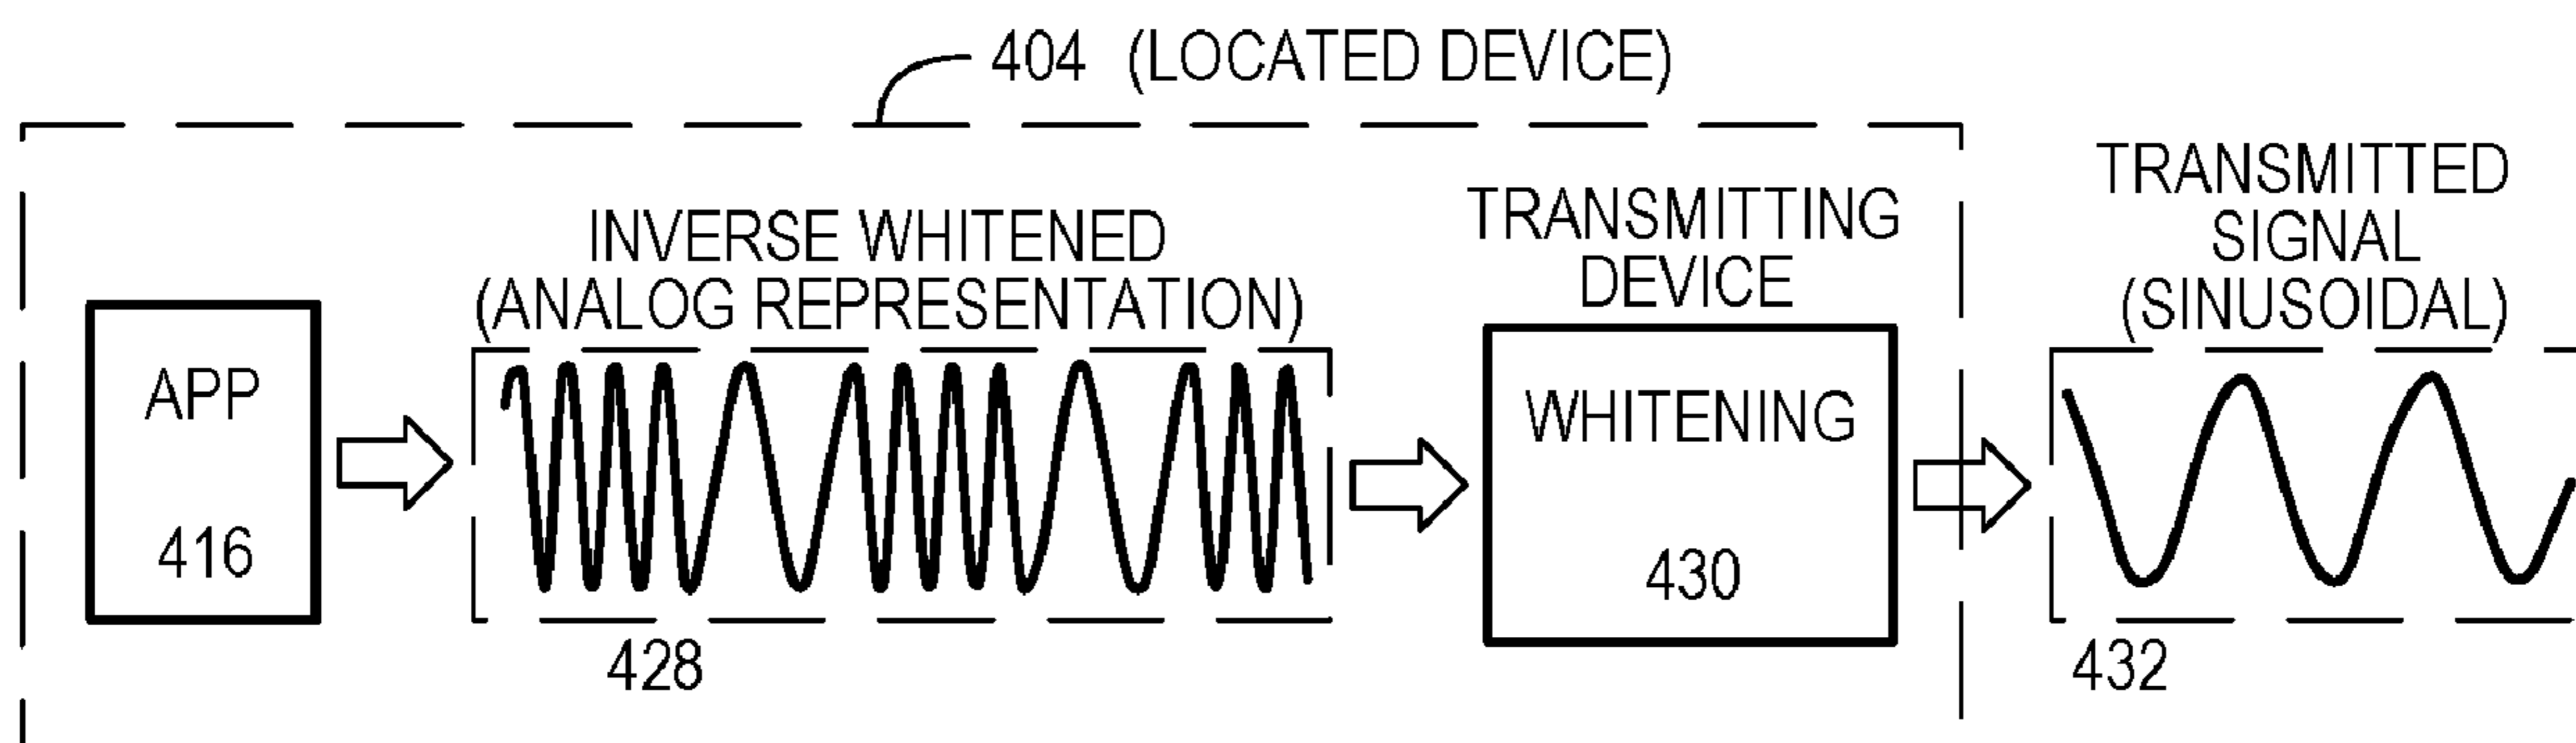 404 (LOCATED DEVICE)
INVERSE WHITENED
(ANALOG REPRESENTATION)
TRANSMITTING
DEVICE
TRANSMITTED
SIGNAL
(SINUSOIDAL)
APP
416
WHITENING
430
428
432